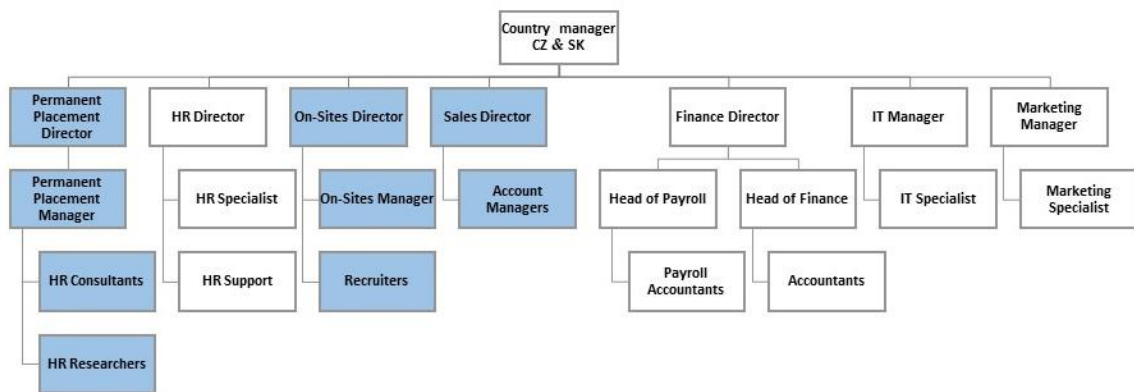 Country manager
CZ & SK
Permanent
Placement
Director
HR Director
On-Sites Director
Sales Director
Finance Director
IT Manager
Marketing
Manager
Permanent
Placement
Manager
HR Specialist
On-Sites Manager
Account
Managers
Head of Payroll
Head of Finance
IT Specialist
Marketing
Specialist
HR Consultants
HR Support
Recruiters
Payroll
Accountants
Accountants
HR Researchers